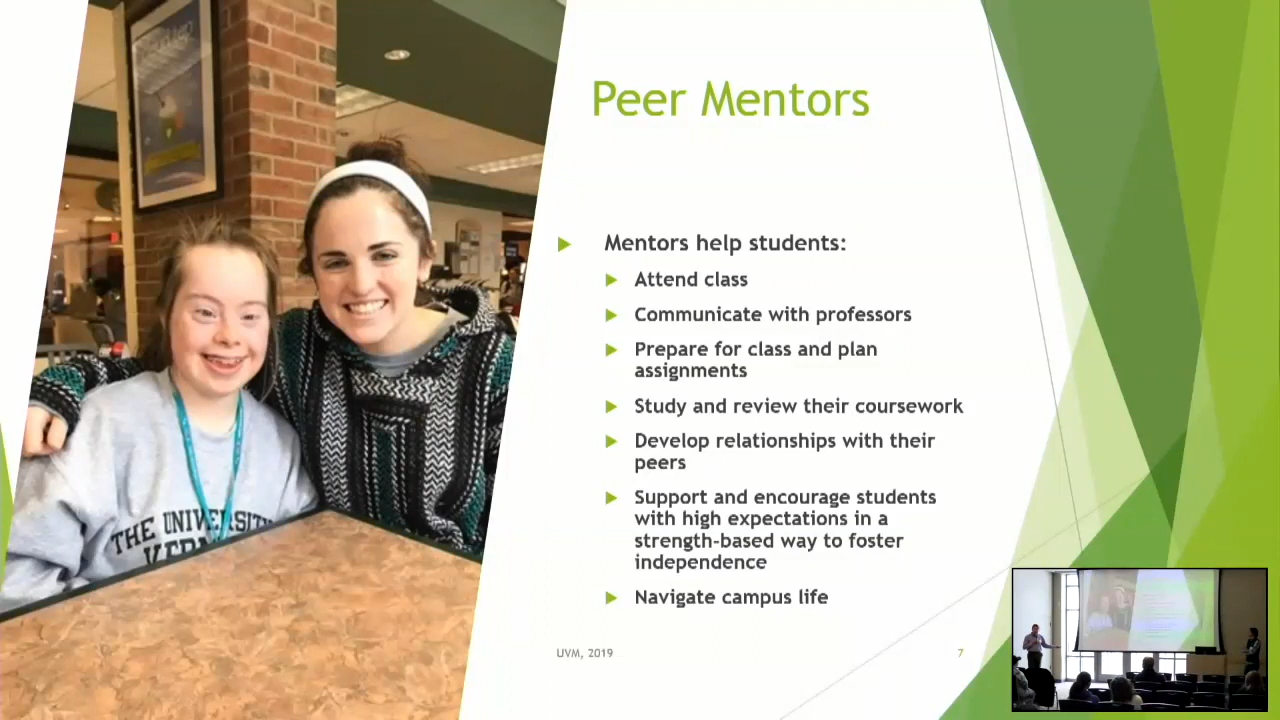 Peer Mentors
Mentors help students:
Attend class
Communicate with professors
Prepare for class and plan
assignments
Study and review their coursework
Develop relationships with their
peers
Support and encourage students
with high expectations in a
strength-based way to foster
independence
Navigate campus life
UVM, 2019
7
THE UNIVERSITY